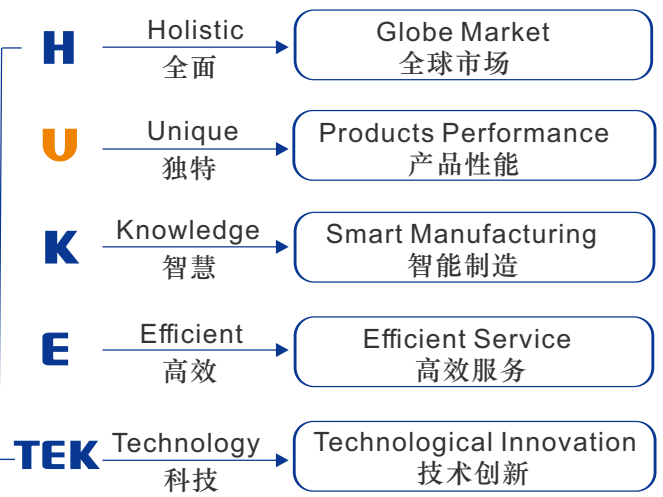 H
Holistic
全面
Globe Market
全球市场
U
Unique
独特
Products Performance
产品性能
K
Knowledge
智慧
Smart Manufacturing
智能制造
E
Efficient
高效
Efficient Service
高效服务
TEK
Technology
科技
Technological Innovation
技术创新